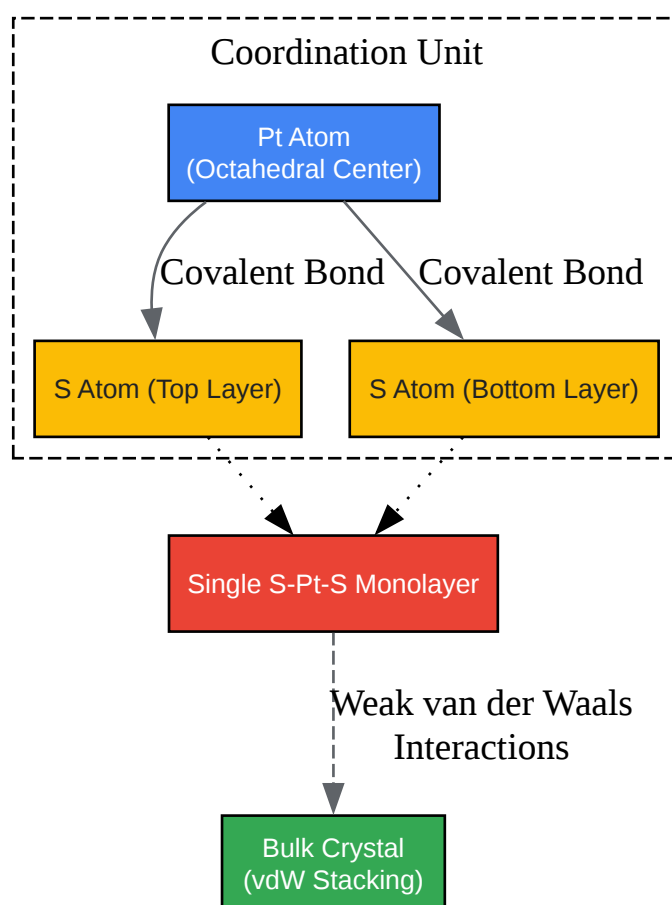 Coordination Unit
Pt Atom
(Octahedral Center)
Covalent Bond
Covalent Bond
S Atom (Top Layer)
S Atom (Bottom Layer)
Single S-Pt-S Monolayer
Weak van der Waals
Interactions
Bulk Crystal
(vdW Stacking)